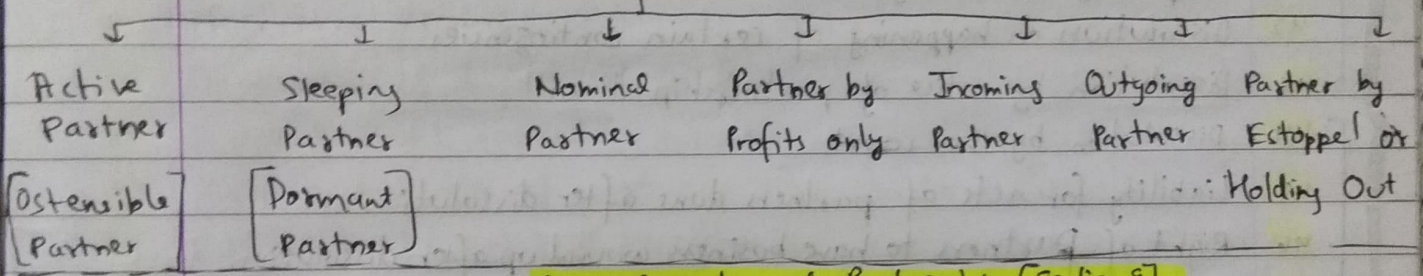 Active Sleeping Nominal Partner by Incoming Outgoing Partner by
Partner Partner Partner Profits only Partner Partner Estoppel or
[Ostensible [Dormant Holding Out
Partner] Partner]